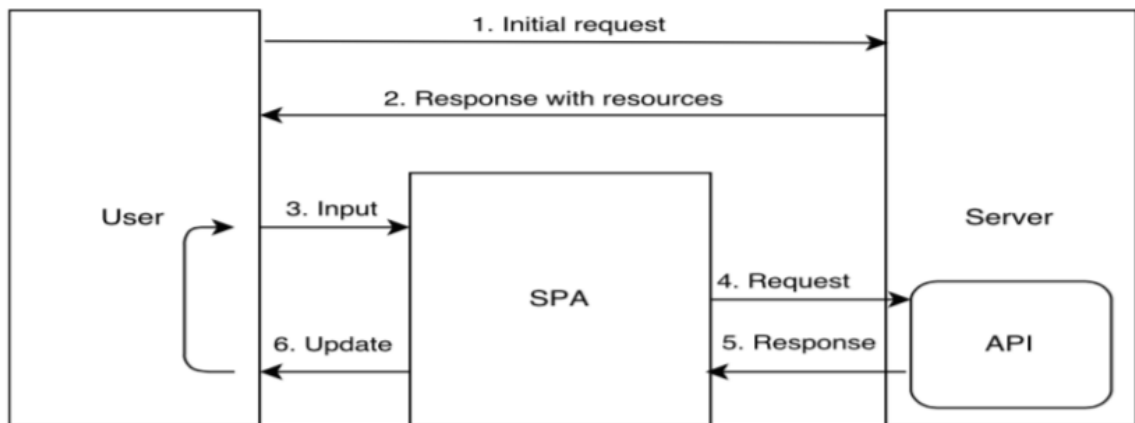 1. Initial request
2. Response with resources
User
3. Input
Server
SPA
4. Request
6. Update
5. Response
API